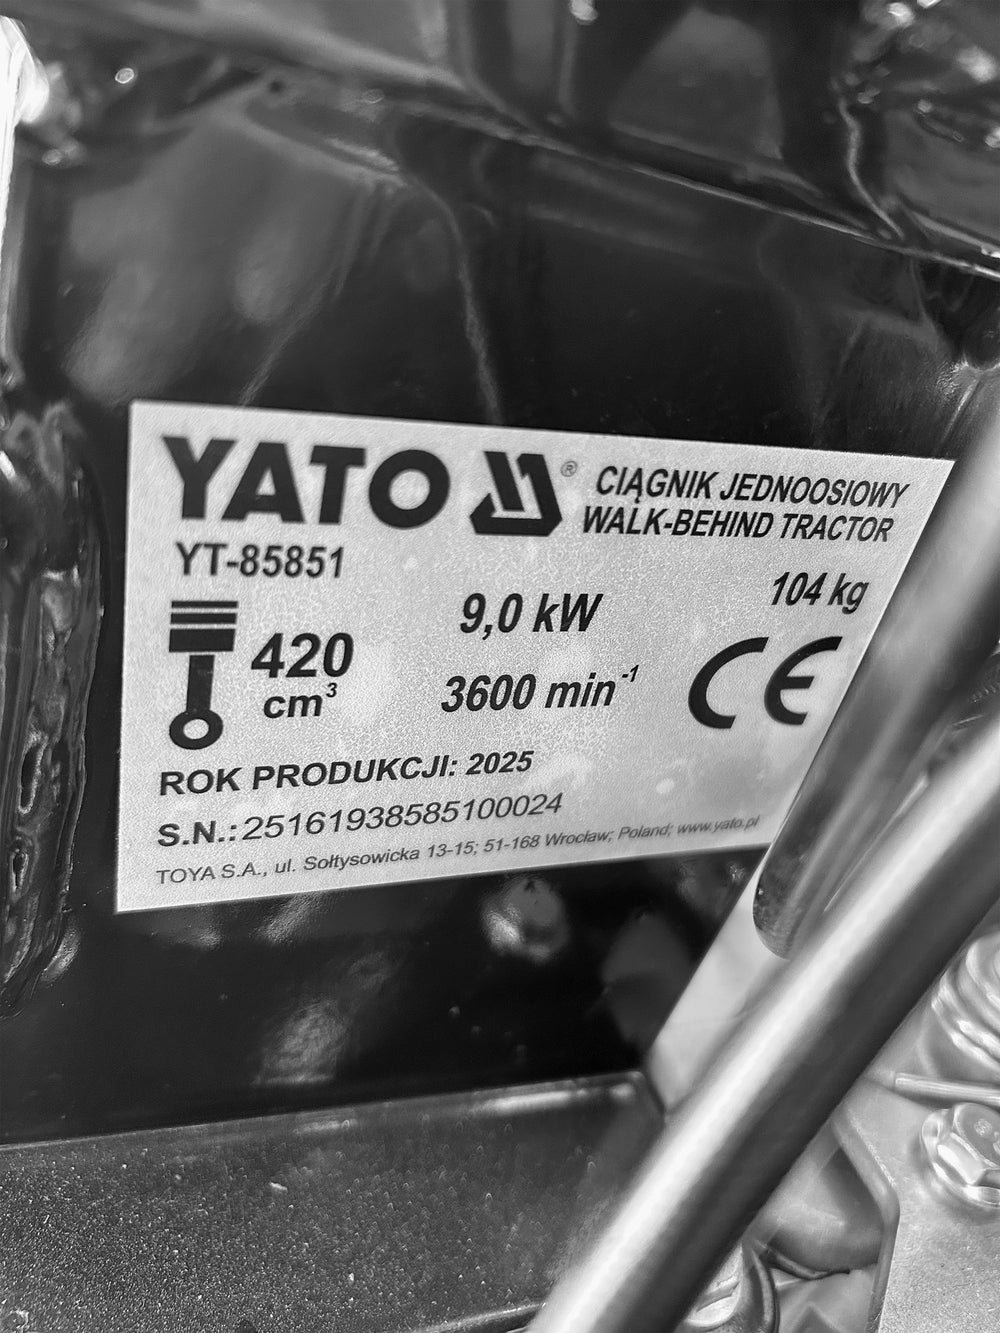 YATO ®
CIĄGNIK JEDNOOSIOWY
WALK-BEHIND TRACTOR
YT-85851
104 kg
9,0 kW
420
cm³
3600 min⁻¹
CE
ROK PRODUKCJI: 2025
S.N.: 25161938585100024
TOYA S.A., ul. Sołtysowicka 13-15; 51-168 Wrocław; Poland; www.yato.pl